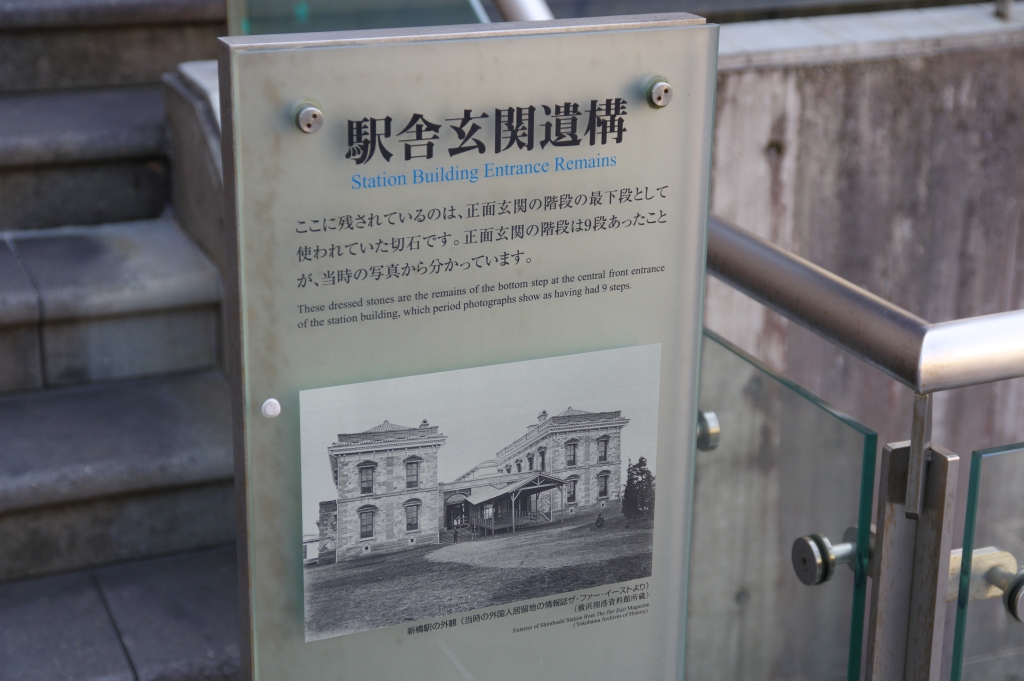 駅舎玄関遺構
Station Building Entrance Remains
ここに残されているのは、正面玄関の階段の最下段として
使われていた切石です。正面玄関の階段は9段あったこと
が、当時の写真から分かっています。
These dressed stones are the remains of the bottom step at the central front entrance
of the station building, which period photographs show as having had 9 steps.
新橋駅の外観（当時の外国人居留地の情報誌ザ・ファー・イーストより）
（横浜開港資料館所蔵）
Exterior of Shimbashi Station from The Far East Magazine
(Yokohama Archives of History)